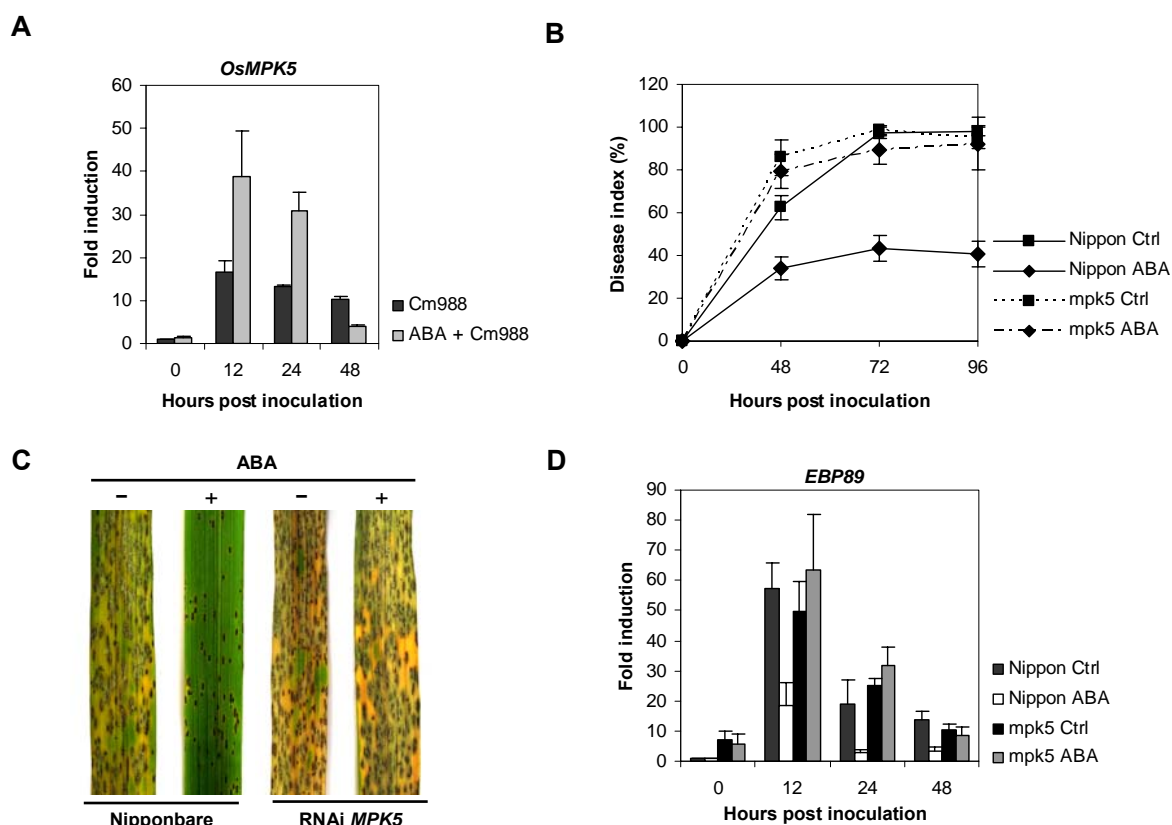 A
OsMPK5
60
50
40
30
20
10
0
Fold induction
0 12 24 48
Hours post inoculation
Cm988
ABA + Cm988
B
120
100
80
60
40
20
0
Disease index (%)
0 48 72 96
Hours post inoculation
Nippon Ctrl
Nippon ABA
mpk5 Ctrl
mpk5 ABA
C
ABA
− + − +
Nipponbare RNAi MPK5
D
EBP89
90
80
70
60
50
40
30
20
10
0
Fold induction
0 12 24 48
Hours post inoculation
Nippon Ctrl
Nippon ABA
mpk5 Ctrl
mpk5 ABA